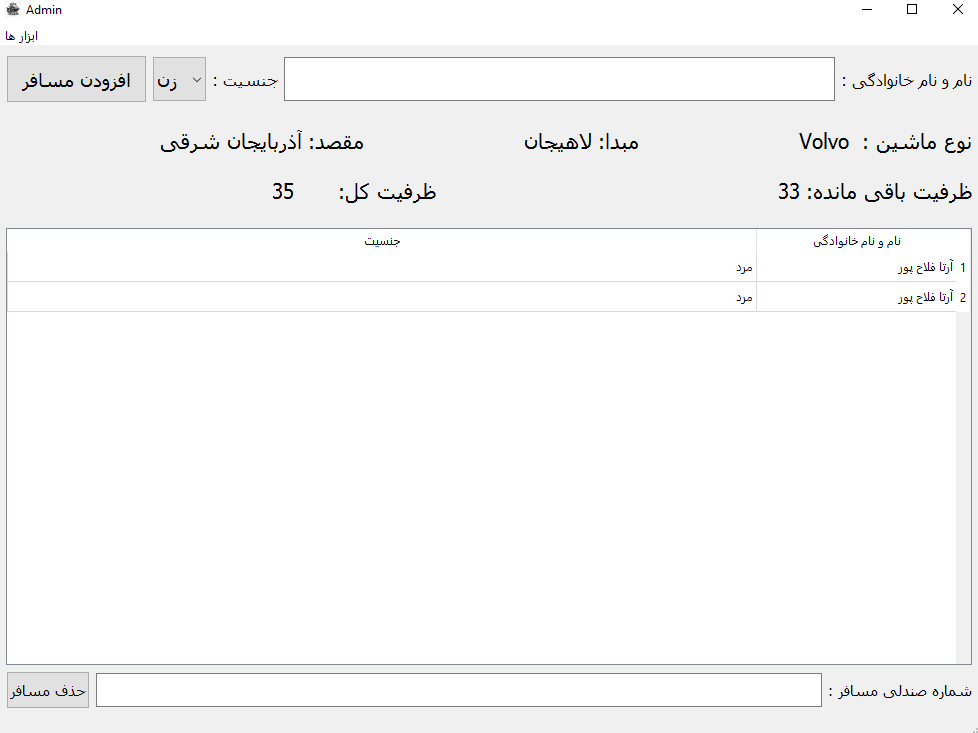 Admin
ابزار ها
نام و نام خانوادگی : جنسیت : زن افزودن مسافر
نوع ماشین : Volvo مبدا: لاهیجان مقصد: آذربایجان شرقی
ظرفیت باقی مانده: 33 ظرفیت کل: 35
نام و نام خانوادگی جنسیت
1 آرتا فلاح پور مرد
2 آرتا فلاح پور مرد
شماره صندلی مسافر : حذف مسافر